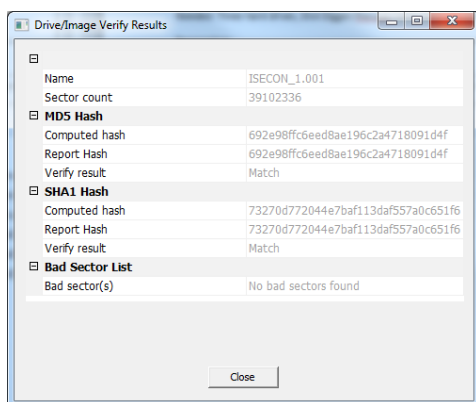 Drive/Image Verify Results
Name ISECON_1.001
Sector count 39102336
MD5 Hash
Computed hash 692e98ffc6eed8ae196c2a4718091d4f
Report Hash 692e98ffc6eed8ae196c2a4718091d4f
Verify result Match
SHA1 Hash
Computed hash 73270d772044e7baf113daf557a0c651f6
Report Hash 73270d772044e7baf113daf557a0c651f6
Verify result Match
Bad Sector List
Bad sector(s) No bad sectors found
Close